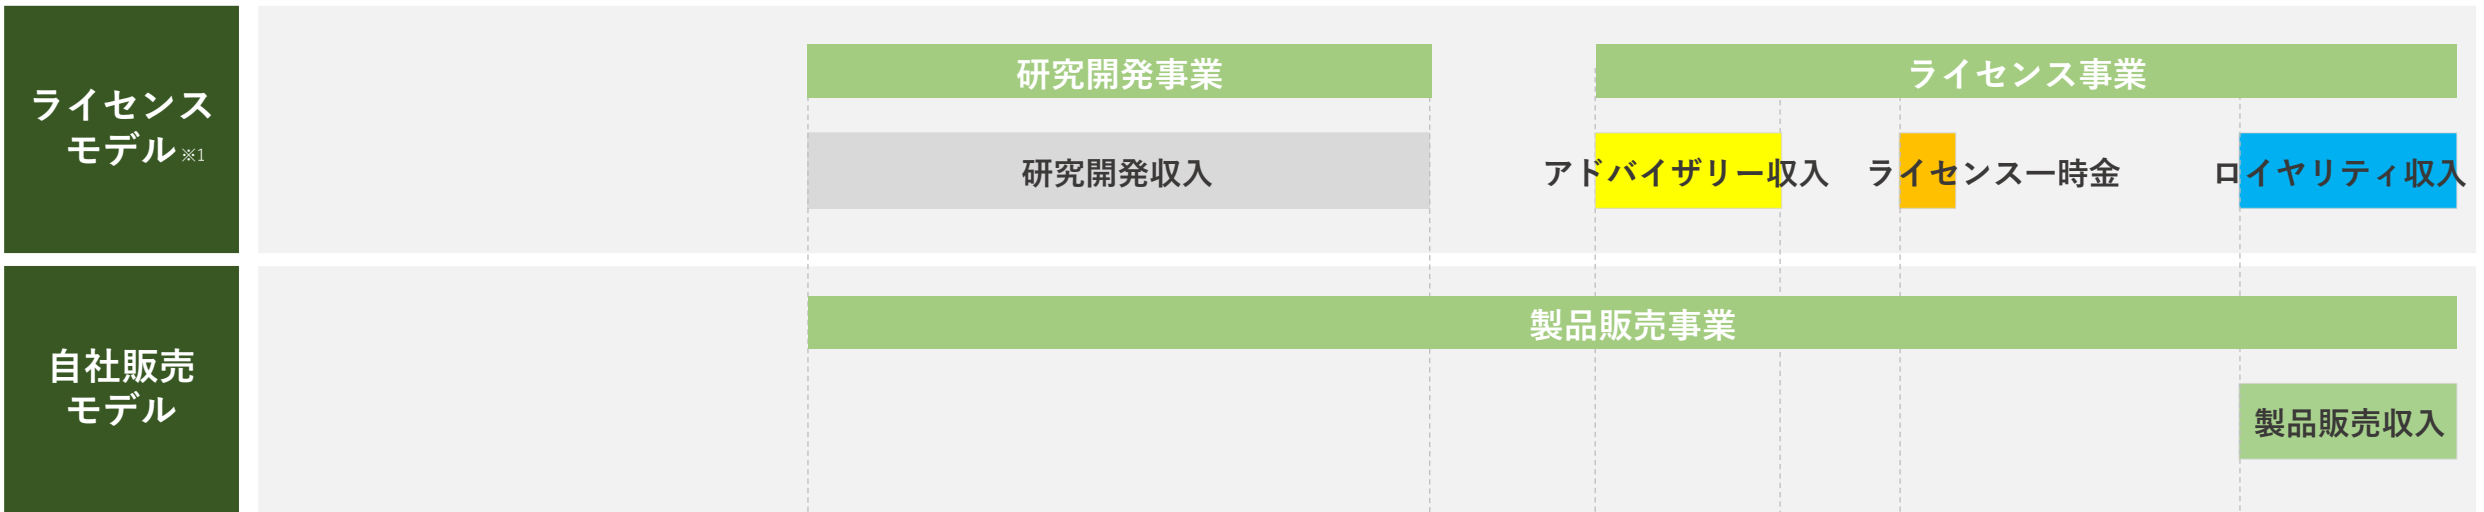 ライセンス
モデル※1
研究開発事業
ライセンス事業
研究開発収入
アドバイザリー収入
ライセンス一時金
ロイヤリティ収入
自社販売
モデル
製品販売事業
製品販売収入